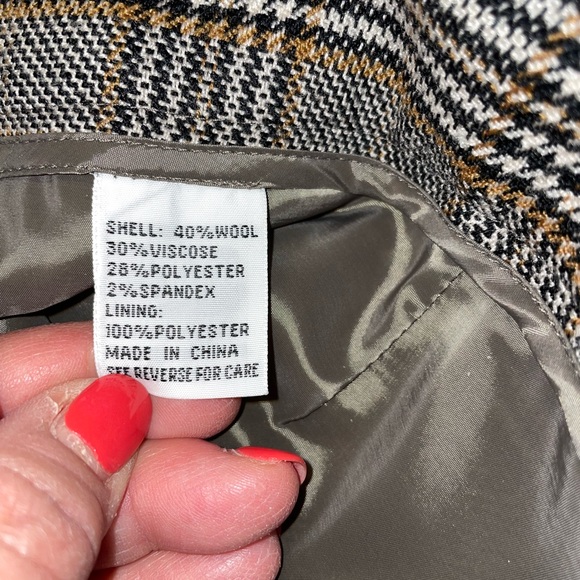 SHELL: 40%WOOL
30%VISCOSE
28%POLYESTER
2%SPANDEX
LINING:
100%POLYESTER
MADE IN CHINA
SEE REVERSE FOR CARE